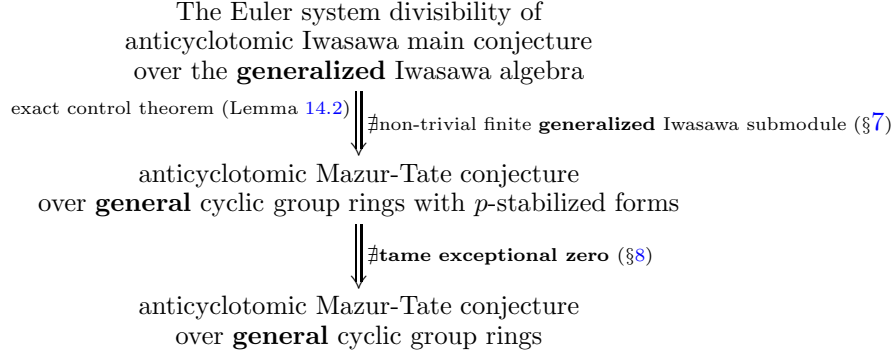 The Euler system divisibility of
anticyclotomic Iwasawa main conjecture
over the generalized Iwasawa algebra
exact control theorem (Lemma 14.2)
∄non-trivial finite generalized Iwasawa submodule (§7)
anticyclotomic Mazur-Tate conjecture
over general cyclic group rings with p-stabilized forms
∄tame exceptional zero (§8)
anticyclotomic Mazur-Tate conjecture
over general cyclic group rings